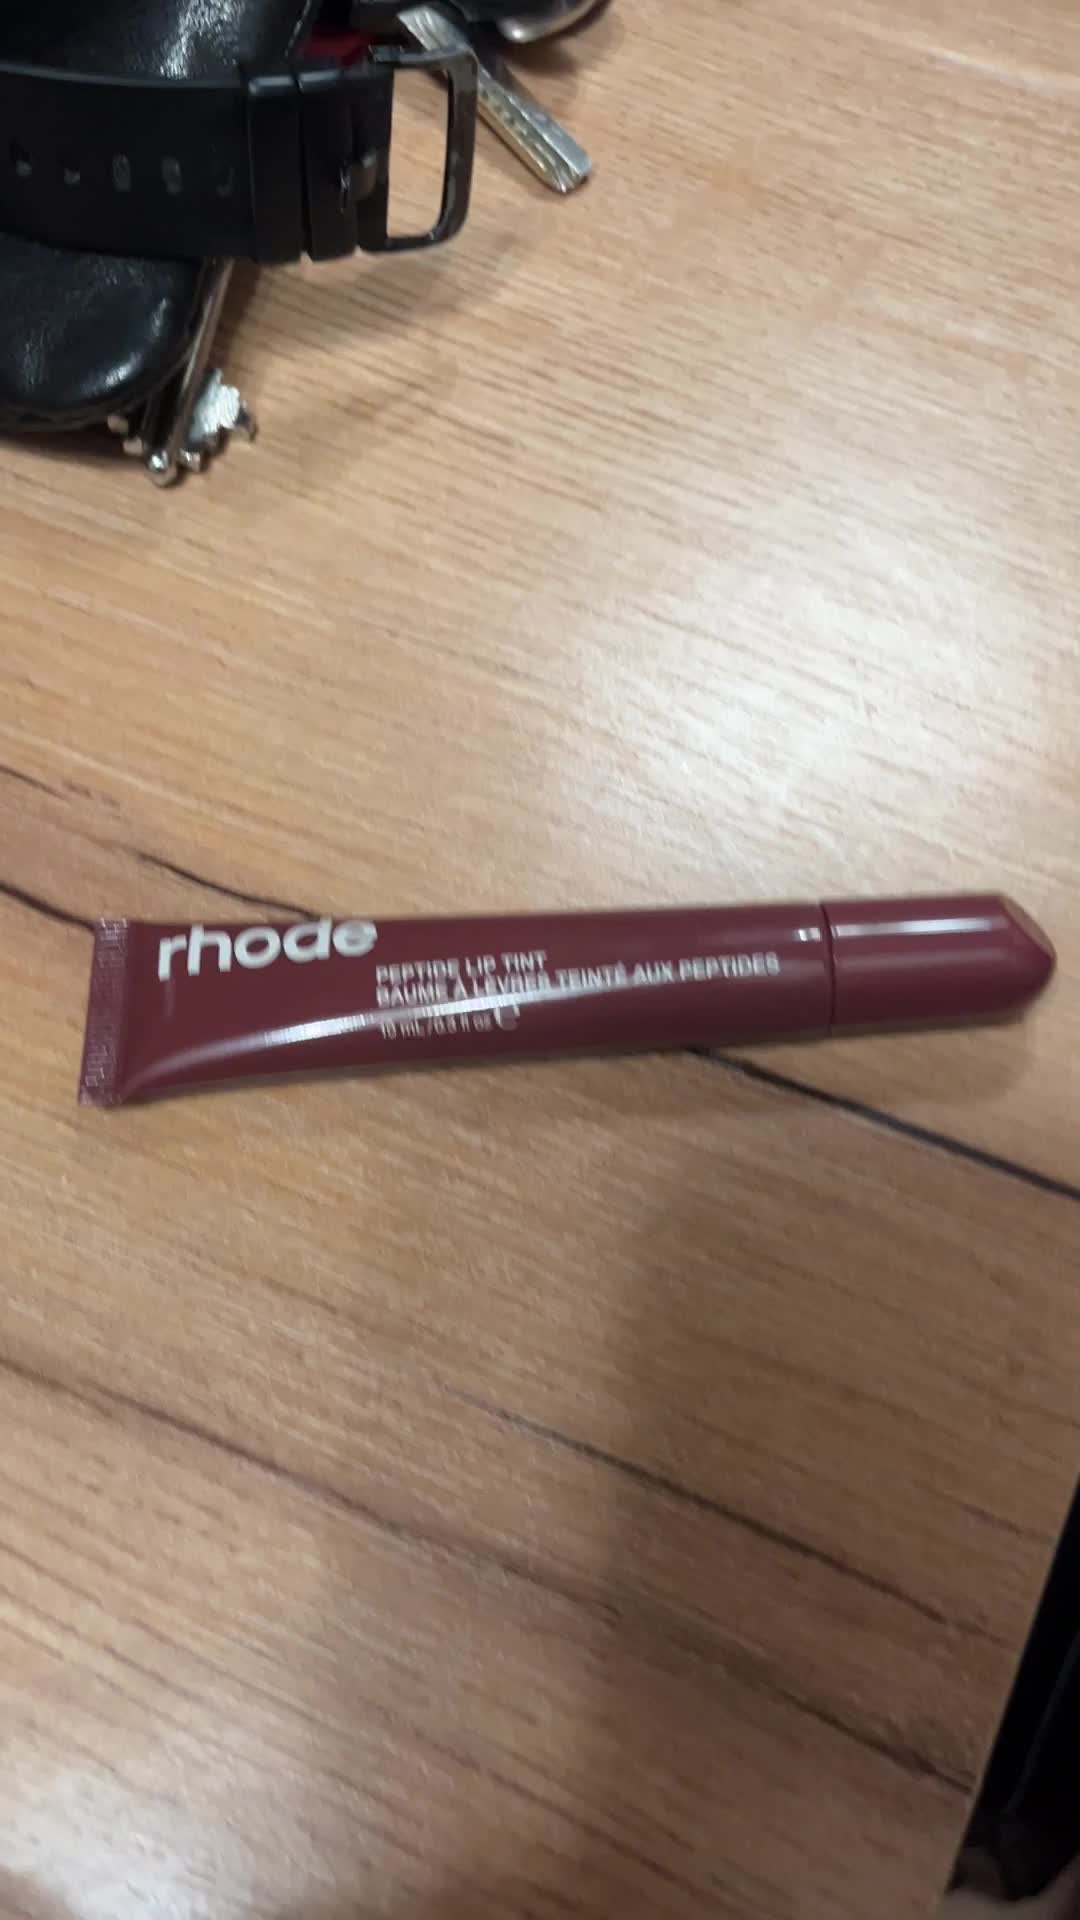 rhode
PEPTIDE LIP TINT
BAUME À LÈVRES TEINTÉ AUX PEPTIDES
10 mL / 0.3 fl oz ℮